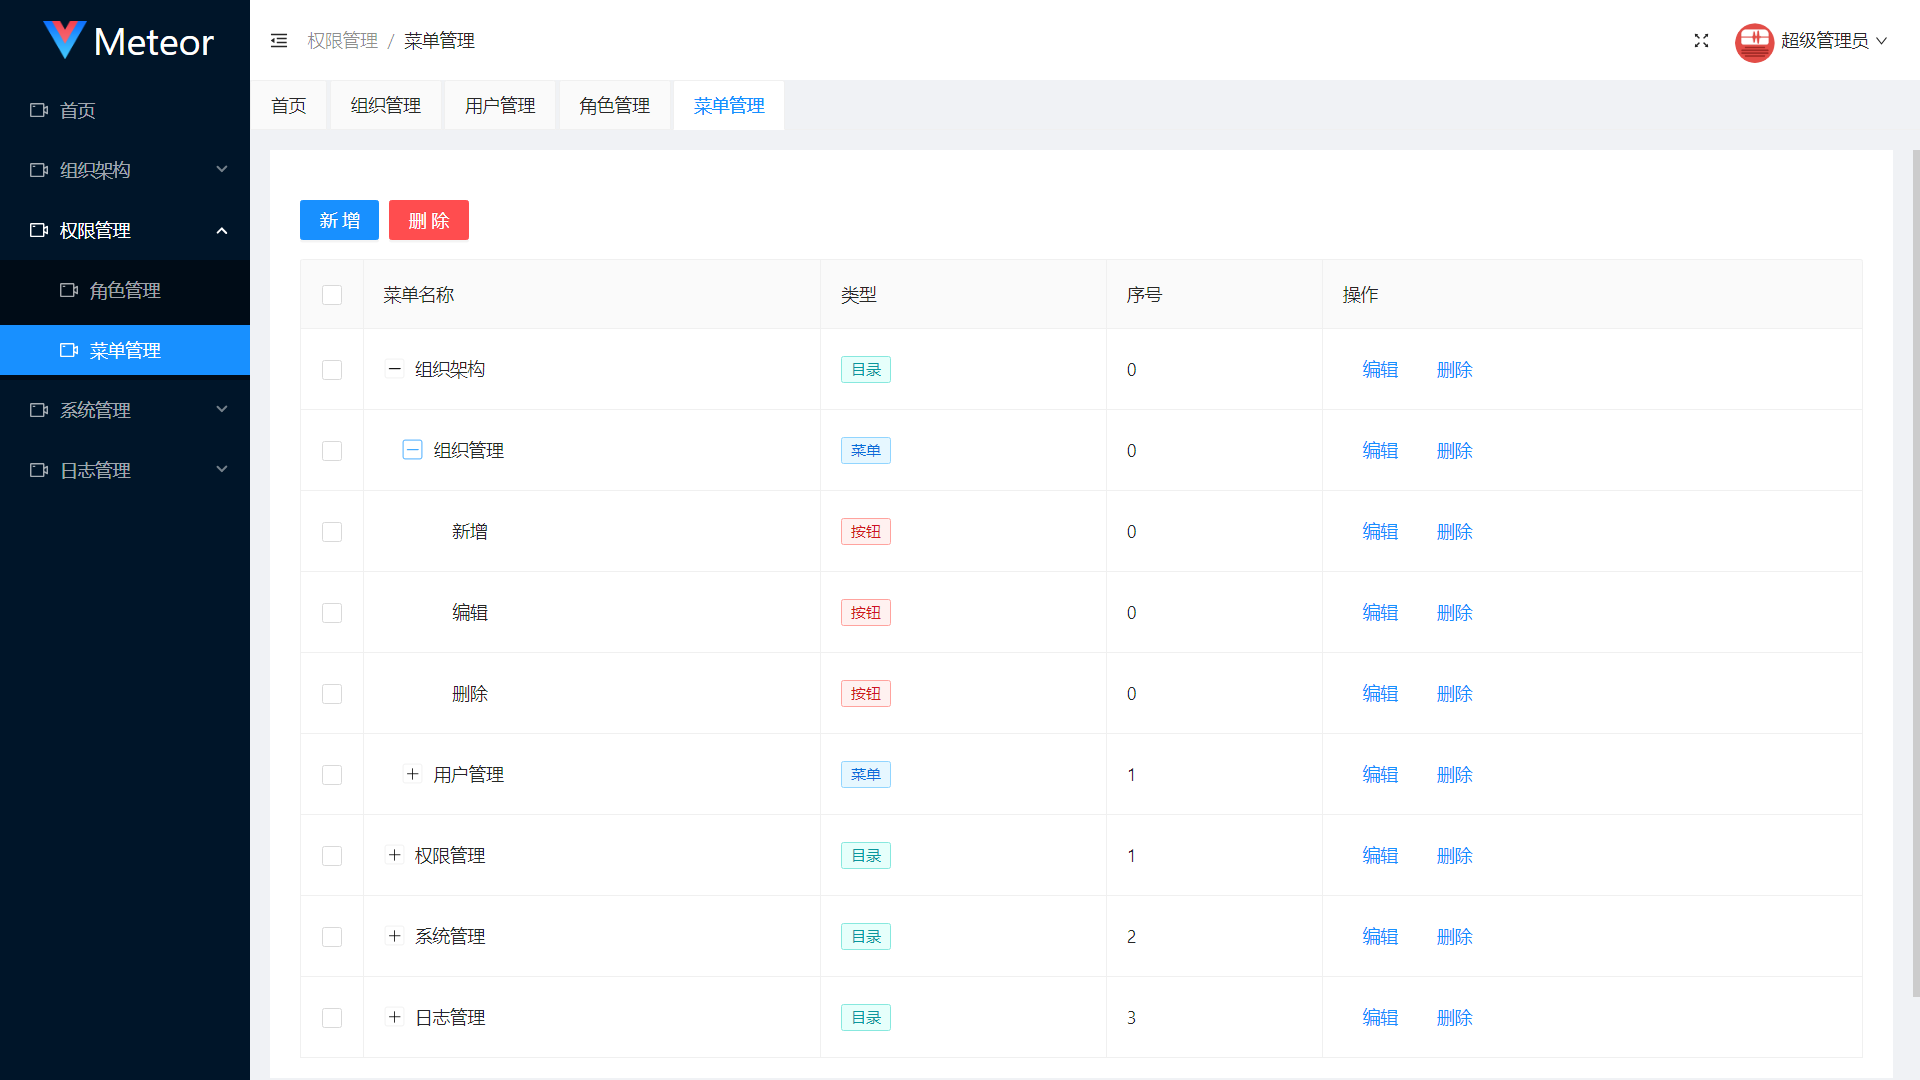 Meteor
首页
组织架构
权限管理
角色管理
菜单管理
系统管理
日志管理
权限管理 / 菜单管理
超级管理员
首页 组织管理 用户管理 角色管理 菜单管理
新 增 删 除
菜单名称 类型 序号 操作
组织架构 目录 0 编辑 删除
组织管理 菜单 0 编辑 删除
新增 按钮 0 编辑 删除
编辑 按钮 0 编辑 删除
删除 按钮 0 编辑 删除
用户管理 菜单 1 编辑 删除
权限管理 目录 1 编辑 删除
系统管理 目录 2 编辑 删除
日志管理 目录 3 编辑 删除